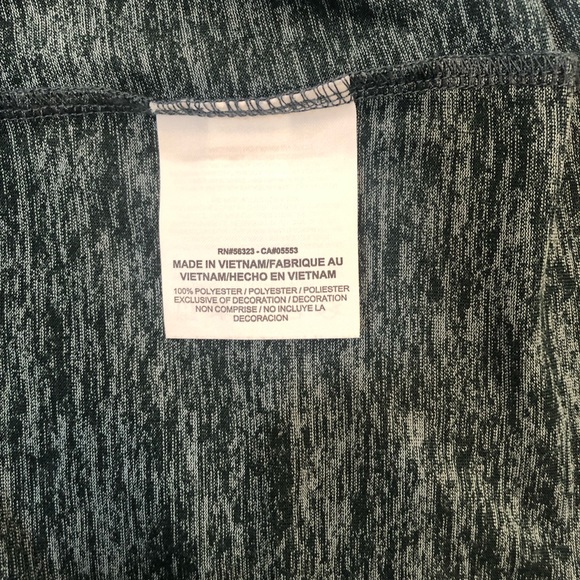 RN#56323 - CA#05553
MADE IN VIETNAM/FABRIQUE AU
VIETNAM/HECHO EN VIETNAM
100% POLYESTER / POLYESTER / POLIESTER
EXCLUSIVE OF DECORATION / DECORATION
NON COMPRISE / NO INCLUYE LA
DECORACION